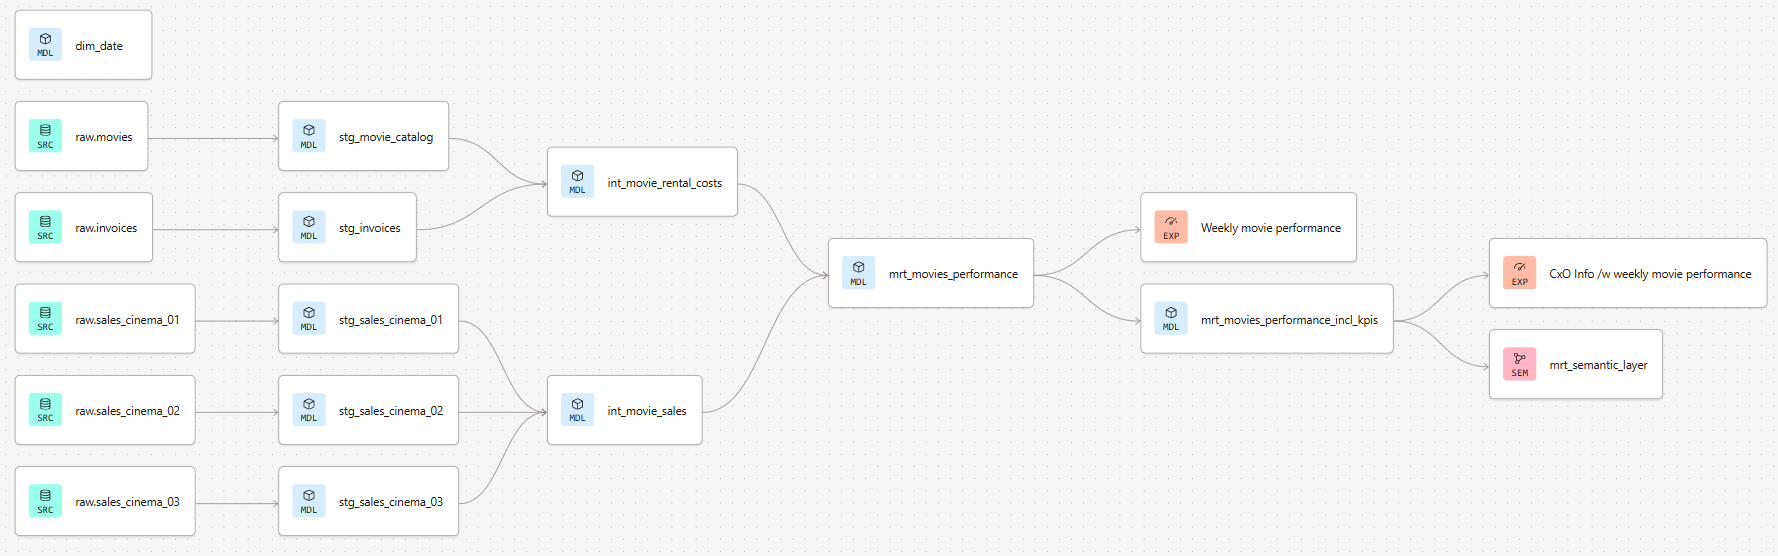 dim_date
MDL
raw.movies
SRC
stg_movie_catalog
MDL
int_movie_rental_costs
MDL
raw.invoices
SRC
stg_invoices
MDL
Weekly movie performance
EXP
mrt_movies_performance
MDL
CxO Info /w weekly movie performance
EXP
raw.sales_cinema_01
SRC
stg_sales_cinema_01
MDL
mrt_movies_performance_incl_kpis
MDL
mrt_semantic_layer
SEM
raw.sales_cinema_02
SRC
stg_sales_cinema_02
MDL
int_movie_sales
MDL
raw.sales_cinema_03
SRC
stg_sales_cinema_03
MDL